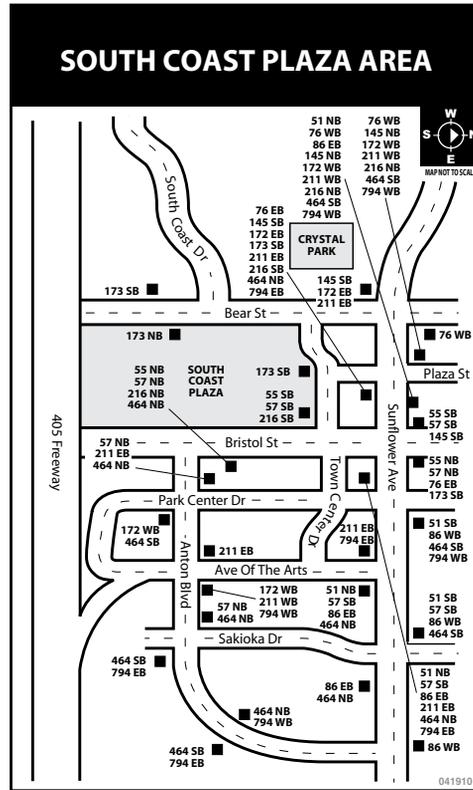 SOUTH COAST PLAZA AREA
W
S
N
E
MAP NOT TO SCAL
51 NB
76 WB
86 EB
145 NB
172 WB
211 WB
216 NB
464 SB
794 WB
76 WB
145 NB
172 WB
211 WB
216 NB
464 SB
794 WB
76 EB
145 SB
172 EB
173 SB
211 EB
216 SB
464 NB
794 EB
CRYSTAL
PARK
South Coast Dr
173 SB
145 SB
172 EB
211 EB
Bear St
173 NB
76 WB
Plaza St
55 NB
57 NB
216 NB
464 NB
SOUTH
COAST
PLAZA
173 SB
55 SB
57 SB
216 SB
55 SB
57 SB
145 SB
405 Freeway
Sunflower Ave
Bristol St
57 NB
211 EB
464 NB
Town Center Dr
55 NB
57 NB
76 EB
173 SB
Park Center Dr
172 WB
464 SB
Anton Blvd
211 EB
211 EB
794 EB
51 SB
86 WB
464 SB
794 WB
Ave Of The Arts
172 WB
211 WB
794 WB
57 NB
464 NB
51 NB
57 SB
86 EB
464 NB
51 SB
57 SB
86 WB
464 SB
Sakioka Dr
464 SB
794 EB
86 EB
464 NB
51 NB
57 SB
86 EB
211 EB
464 NB
794 EB
464 NB
794 WB
464 SB
794 EB
86 WB
041910